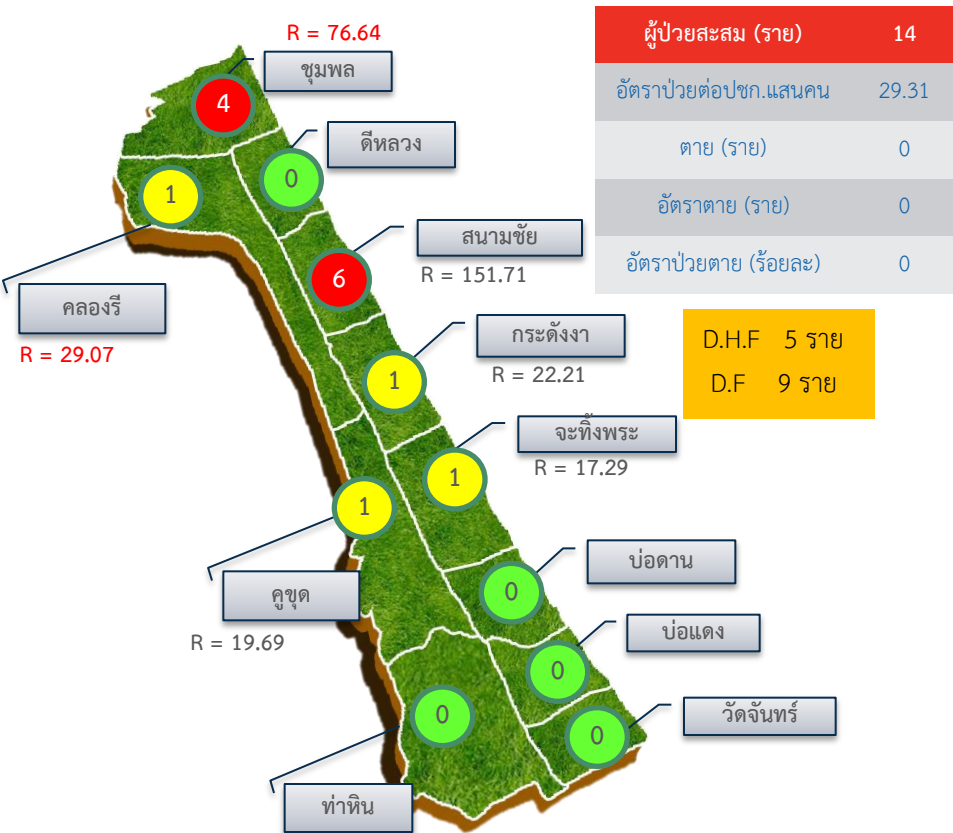 R = 76.64
ชุมพล
4
ดีหลวง
0
1
สนามชัย
R = 151.71
6
คลองรี
R = 29.07
กระดังงา
R = 22.21
1
จะทิ้งพระ
R = 17.29
1
1
คูขุด
R = 19.69
บ่อดาน
0
บ่อแดง
0
วัดจันทร์
0
0
ท่าหิน
ผู้ป่วยสะสม (ราย) 14
อัตราป่วยต่อปชก.แสนคน 29.31
ตาย (ราย) 0
อัตราตาย (ราย) 0
อัตราป่วยตาย (ร้อยละ) 0
D.H.F 5 ราย
D.F 9 ราย